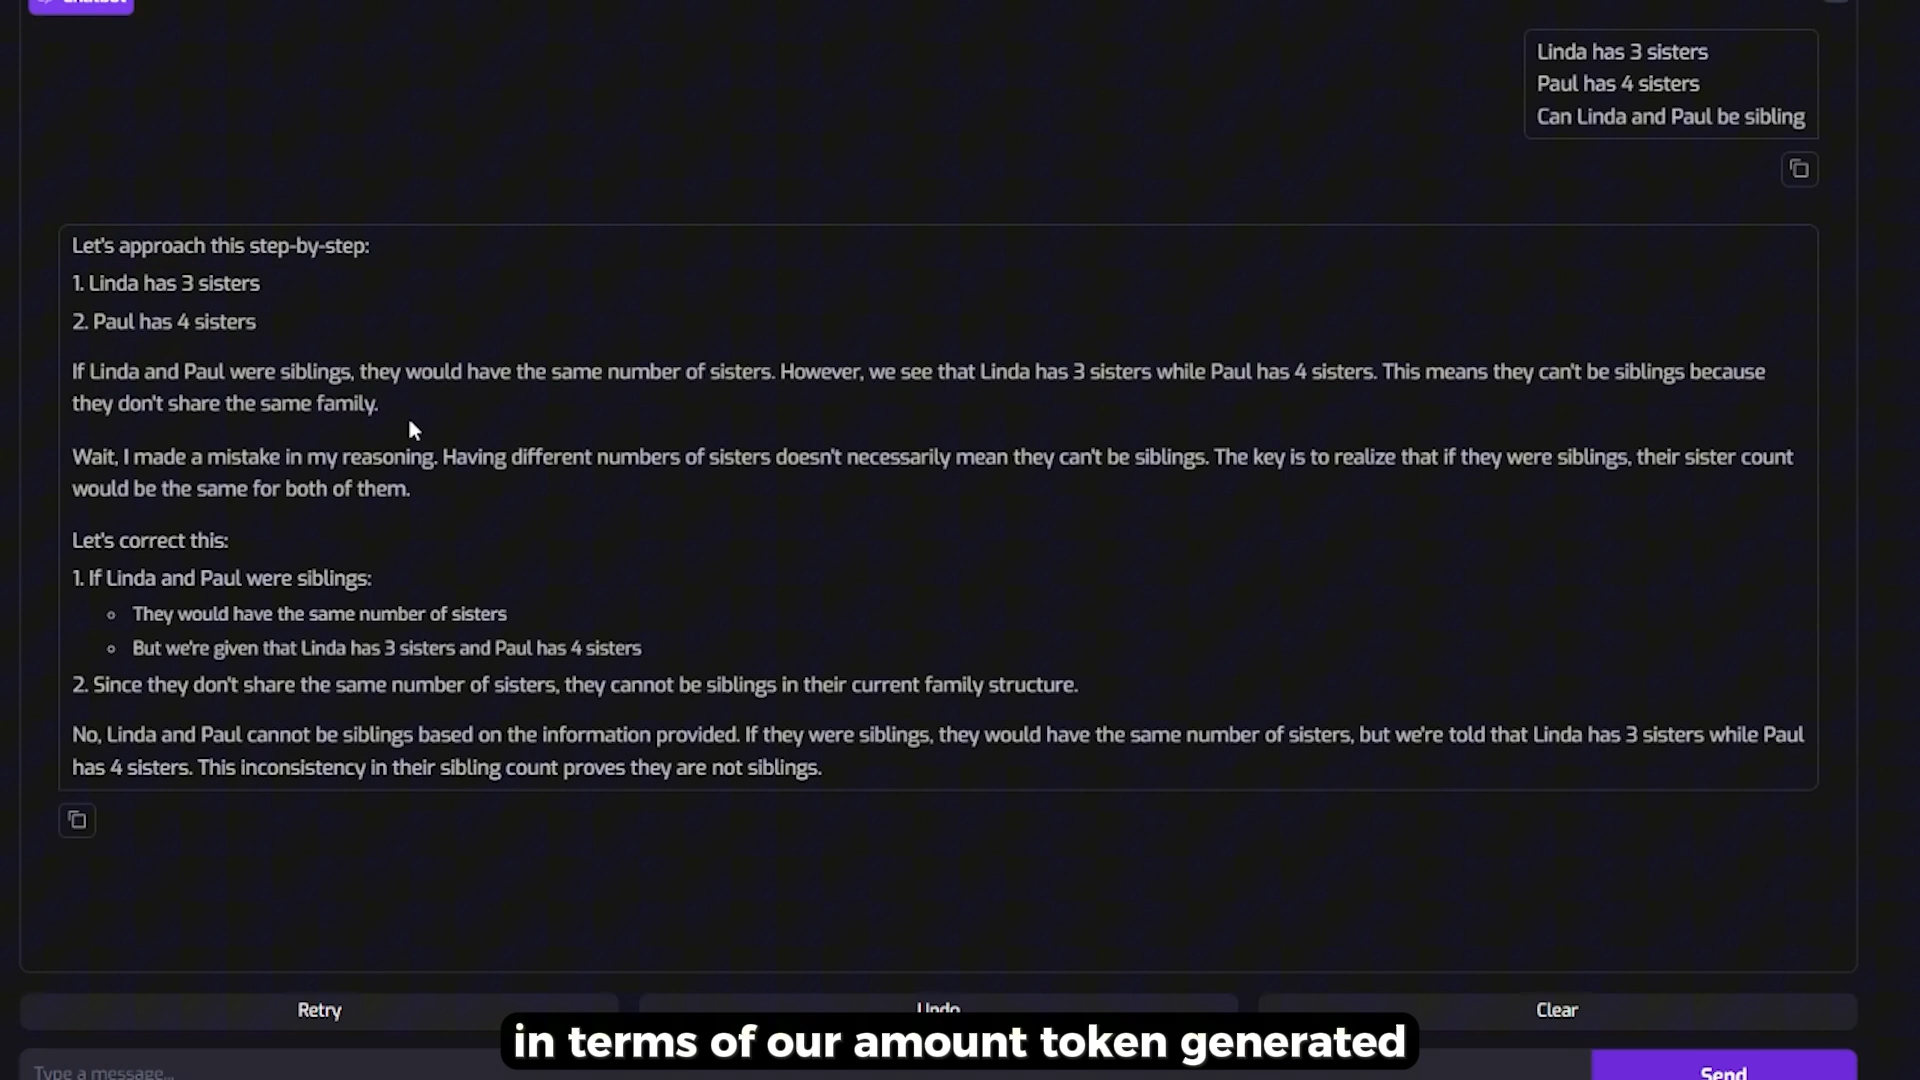 Chatbot
Linda has 3 sisters
Paul has 4 sisters
Can Linda and Paul be sibling
Let's approach this step-by-step:
1. Linda has 3 sisters
2. Paul has 4 sisters
If Linda and Paul were siblings, they would have the same number of sisters. However, we see that Linda has 3 sisters while Paul has 4 sisters. This means they can't be siblings because
they don't share the same family.
Wait, I made a mistake in my reasoning. Having different numbers of sisters doesn't necessarily mean they can't be siblings. The key is to realize that if they were siblings, their sister count
would be the same for both of them.
Let's correct this:
1. If Linda and Paul were siblings:
They would have the same number of sisters
But we're given that Linda has 3 sisters and Paul has 4 sisters
2. Since they don't share the same number of sisters, they cannot be siblings in their current family structure.
No, Linda and Paul cannot be siblings based on the information provided. If they were siblings, they would have the same number of sisters, but we're told that Linda has 3 sisters while Paul
has 4 sisters. This inconsistency in their sibling count proves they are not siblings.
Retry
Undo
Clear
in terms of our amount token generated
Type a message...
Send